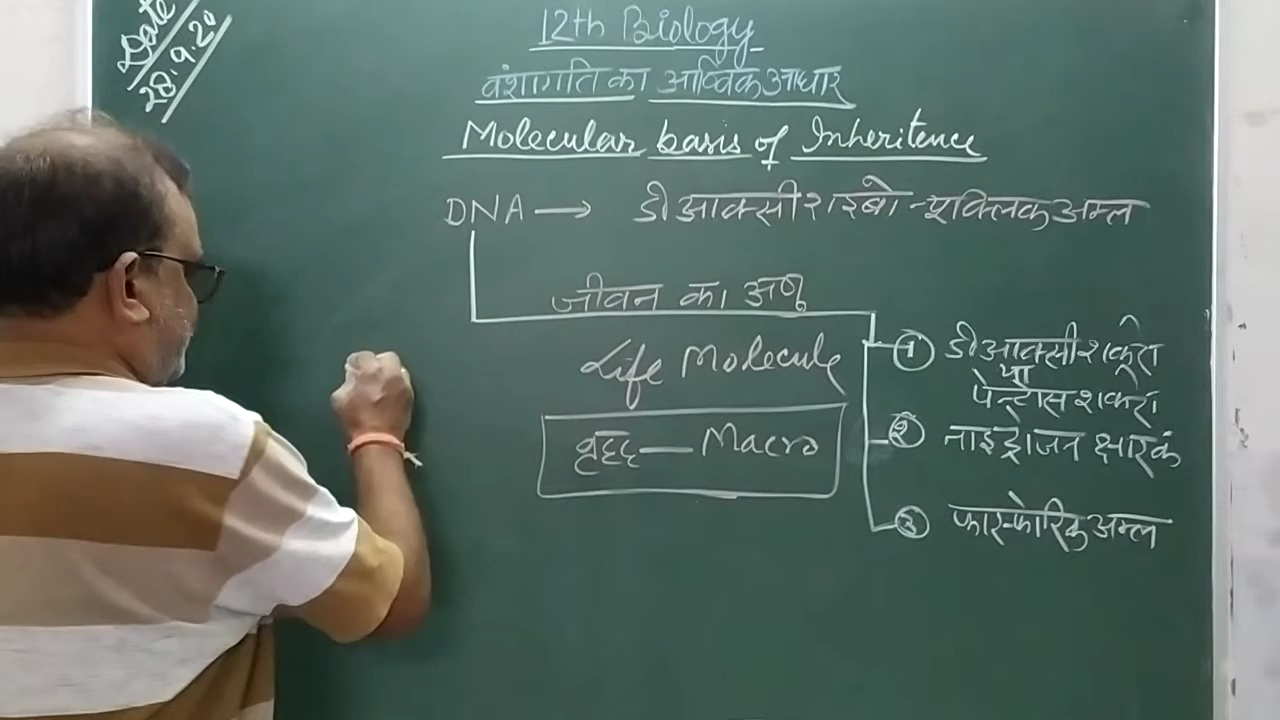 Date
28.9.20
12th Biology
वंशागति का आण्विक आधार
Molecular basis of Inheritence
DNA → डीआक्सीराइबो-न्यूक्लिक अम्ल
जीवन का अणु
Life Molecule
वृहद — Macro
① डीआक्सी शर्करा
या
पेन्टोस शर्करा
② नाइट्रोजन क्षारकं
③ फास्फोरिक अम्ल